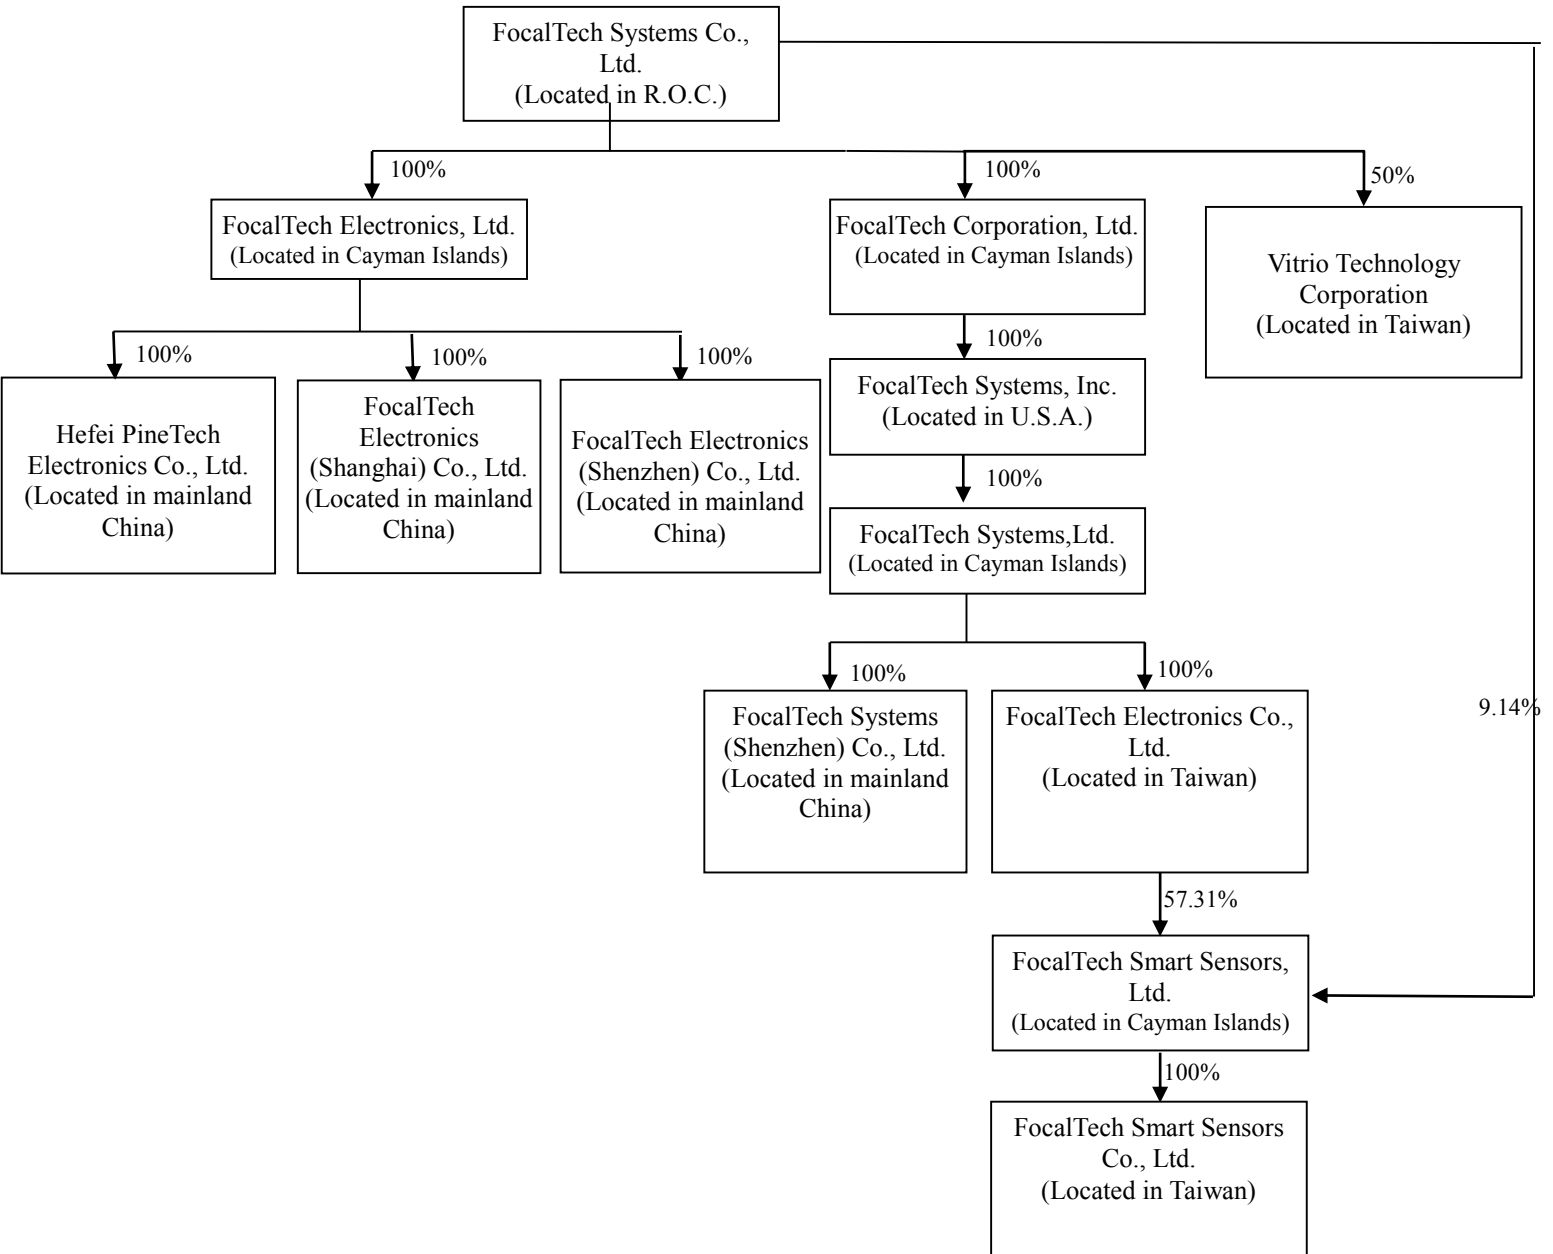 FocalTech Systems Co.,
Ltd.
(Located in R.O.C.)
100%
100%
50%
FocalTech Electronics, Ltd.
(Located in Cayman Islands)
FocalTech Corporation, Ltd.
(Located in Cayman Islands)
Vitrio Technology
Corporation
(Located in Taiwan)
100%
100%
100%
100%
Hefei PineTech
Electronics Co., Ltd.
(Located in mainland
China)
FocalTech
Electronics
(Shanghai) Co., Ltd.
(Located in mainland
China)
FocalTech Electronics
(Shenzhen) Co., Ltd.
(Located in mainland
China)
FocalTech Systems, Inc.
(Located in U.S.A.)
100%
FocalTech Systems,Ltd.
(Located in Cayman Islands)
100%
100%
FocalTech Systems
(Shenzhen) Co., Ltd.
(Located in mainland
China)
FocalTech Electronics Co.,
Ltd.
(Located in Taiwan)
9.14%
57.31%
FocalTech Smart Sensors,
Ltd.
(Located in Cayman Islands)
100%
FocalTech Smart Sensors
Co., Ltd.
(Located in Taiwan)